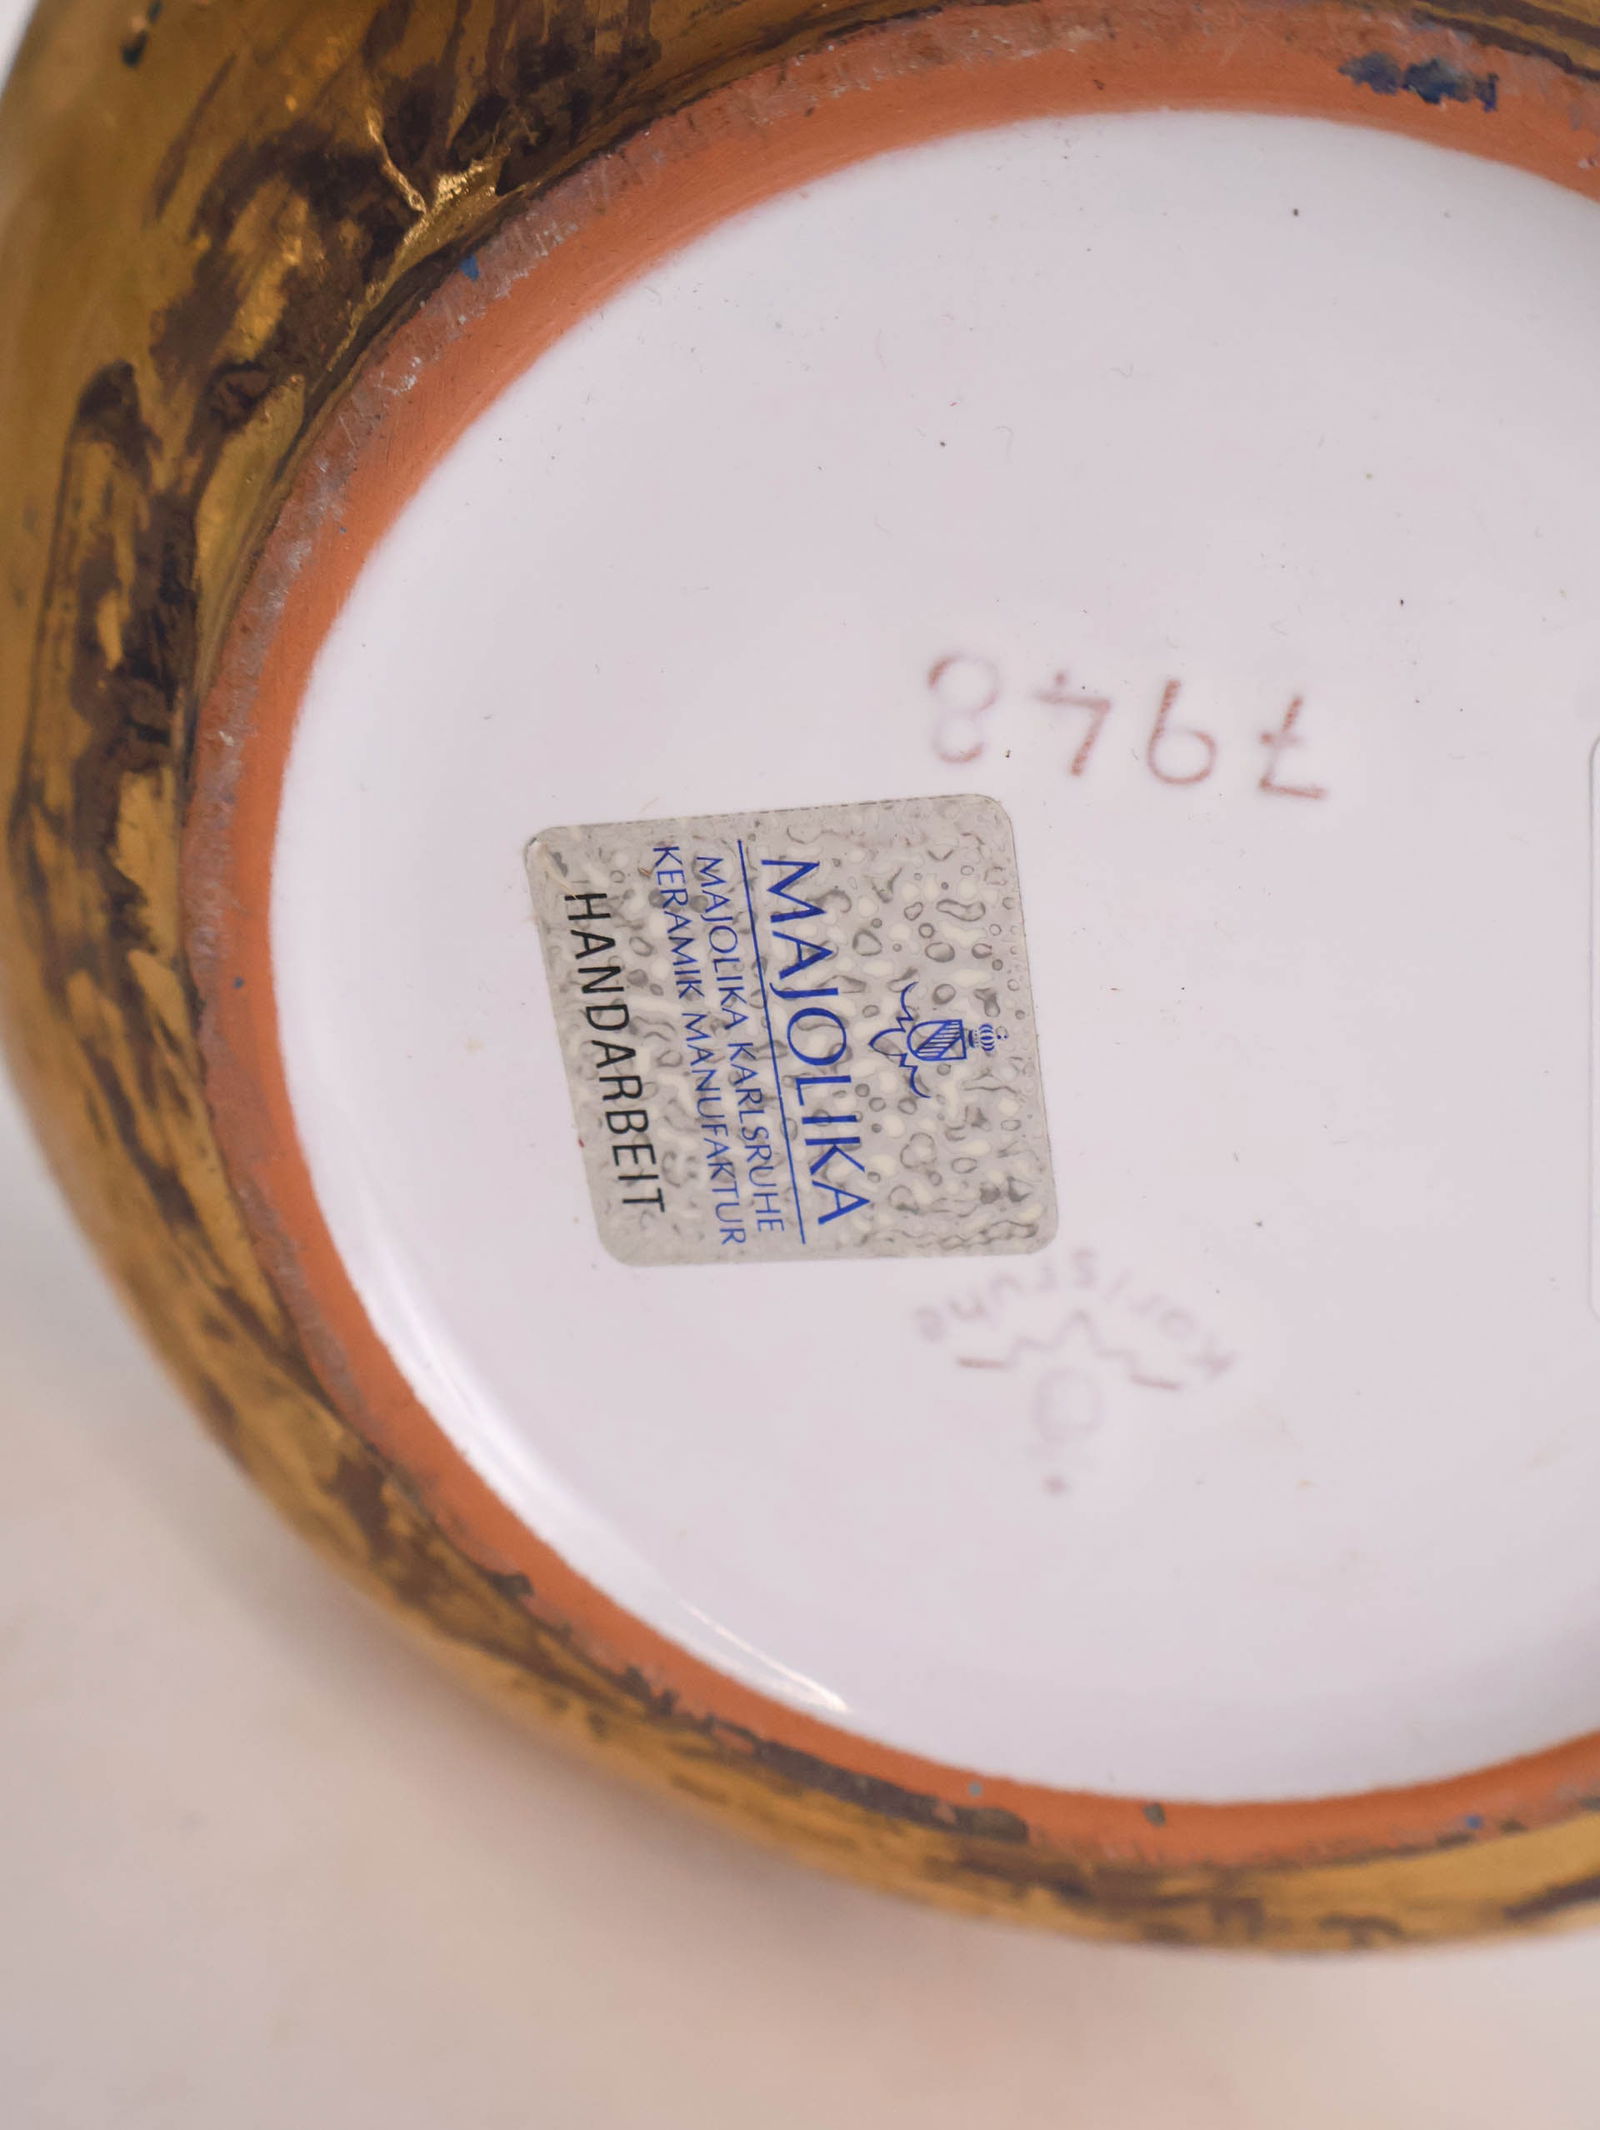 7948
MAJOLIKA
MAJOLIKA KARLSRUHE
KERAMIK MANUFAKTUR
HANDARBEIT
Karlsruhe